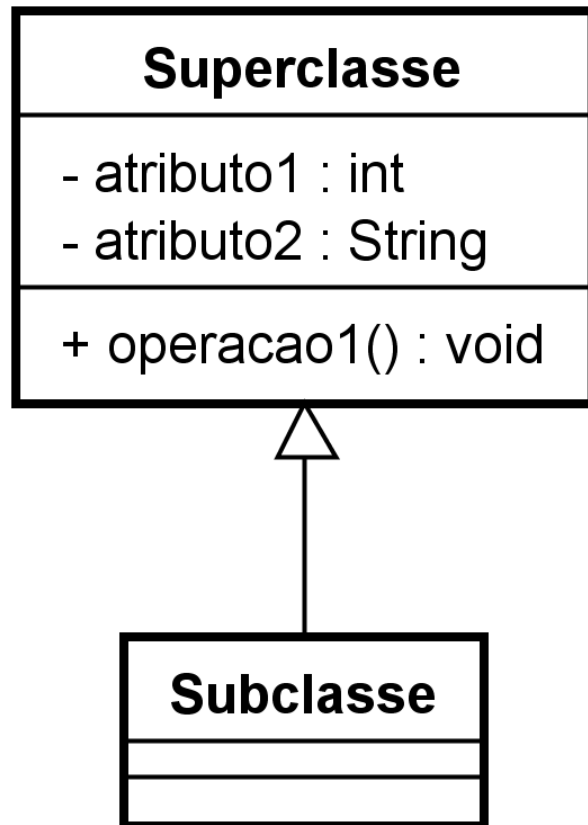 Superclasse
- atributo1 : int
- atributo2 : String
+ operacao1() : void
Subclasse